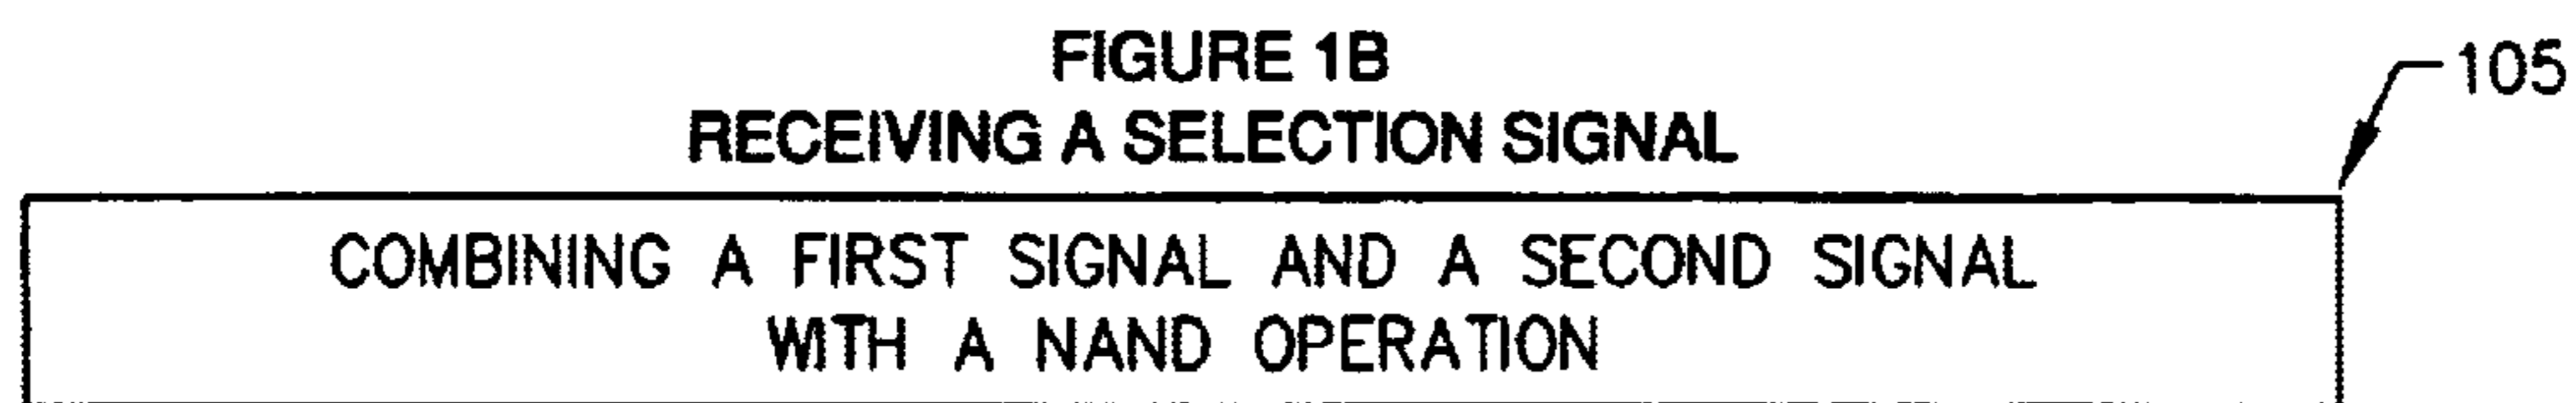 FIGURE 1B
105
RECEIVING A SELECTION SIGNAL
COMBINING A FIRST SIGNAL AND A SECOND SIGNAL
WITH A NAND OPERATION